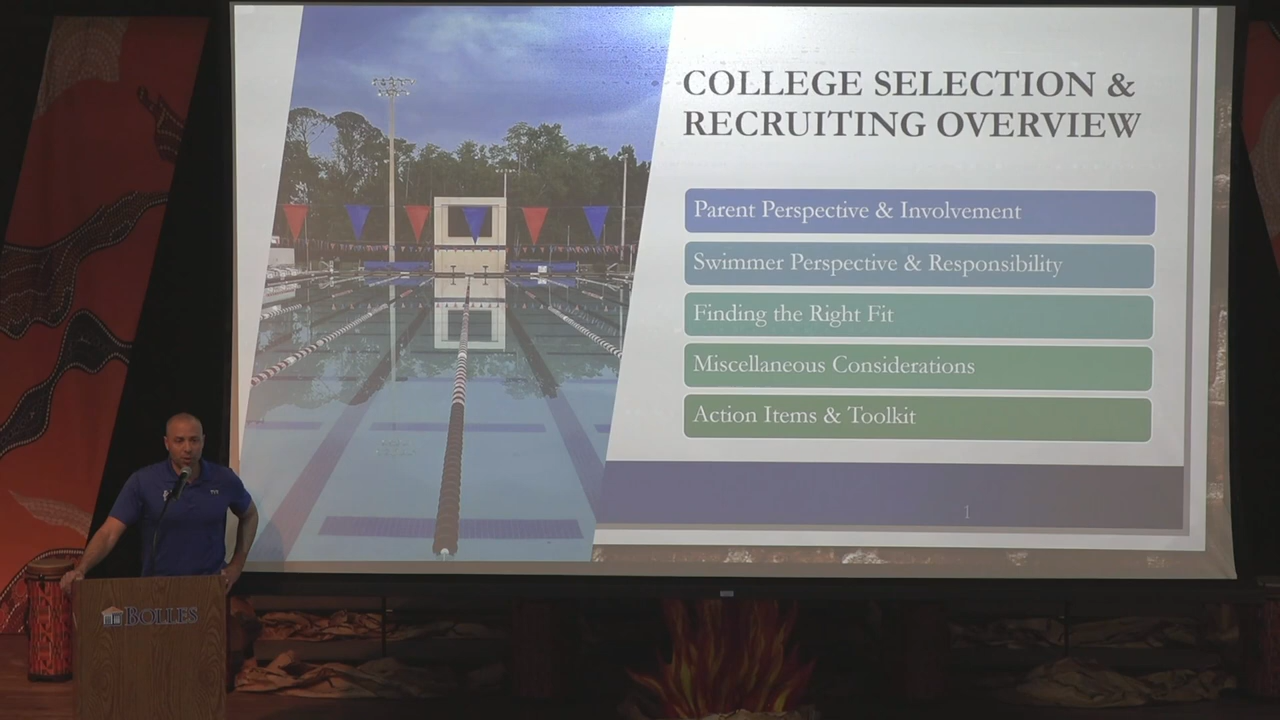 COLLEGE SELECTION &
RECRUITING OVERVIEW
Parent Perspective & Involvement
Swimmer Perspective & Responsibility
Finding the Right Fit
Miscellaneous Considerations
Action Items & Toolkit
1
BOLLES